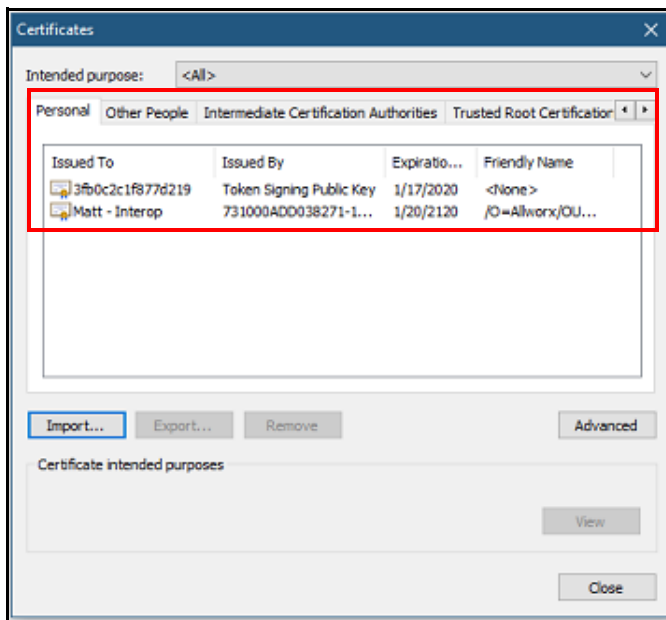 Certificates
Intended purpose: <All>
Personal Other People Intermediate Certification Authorities Trusted Root Certification
Issued To Issued By Expiratio... Friendly Name
3fb0c2c1f877d219 Token Signing Public Key 1/17/2020 <None>
Matt - Interop 731000ADD038271-1... 1/20/2120 /O=Allworx/OU...
Import... Export... Remove Advanced
Certificate intended purposes
View
Close